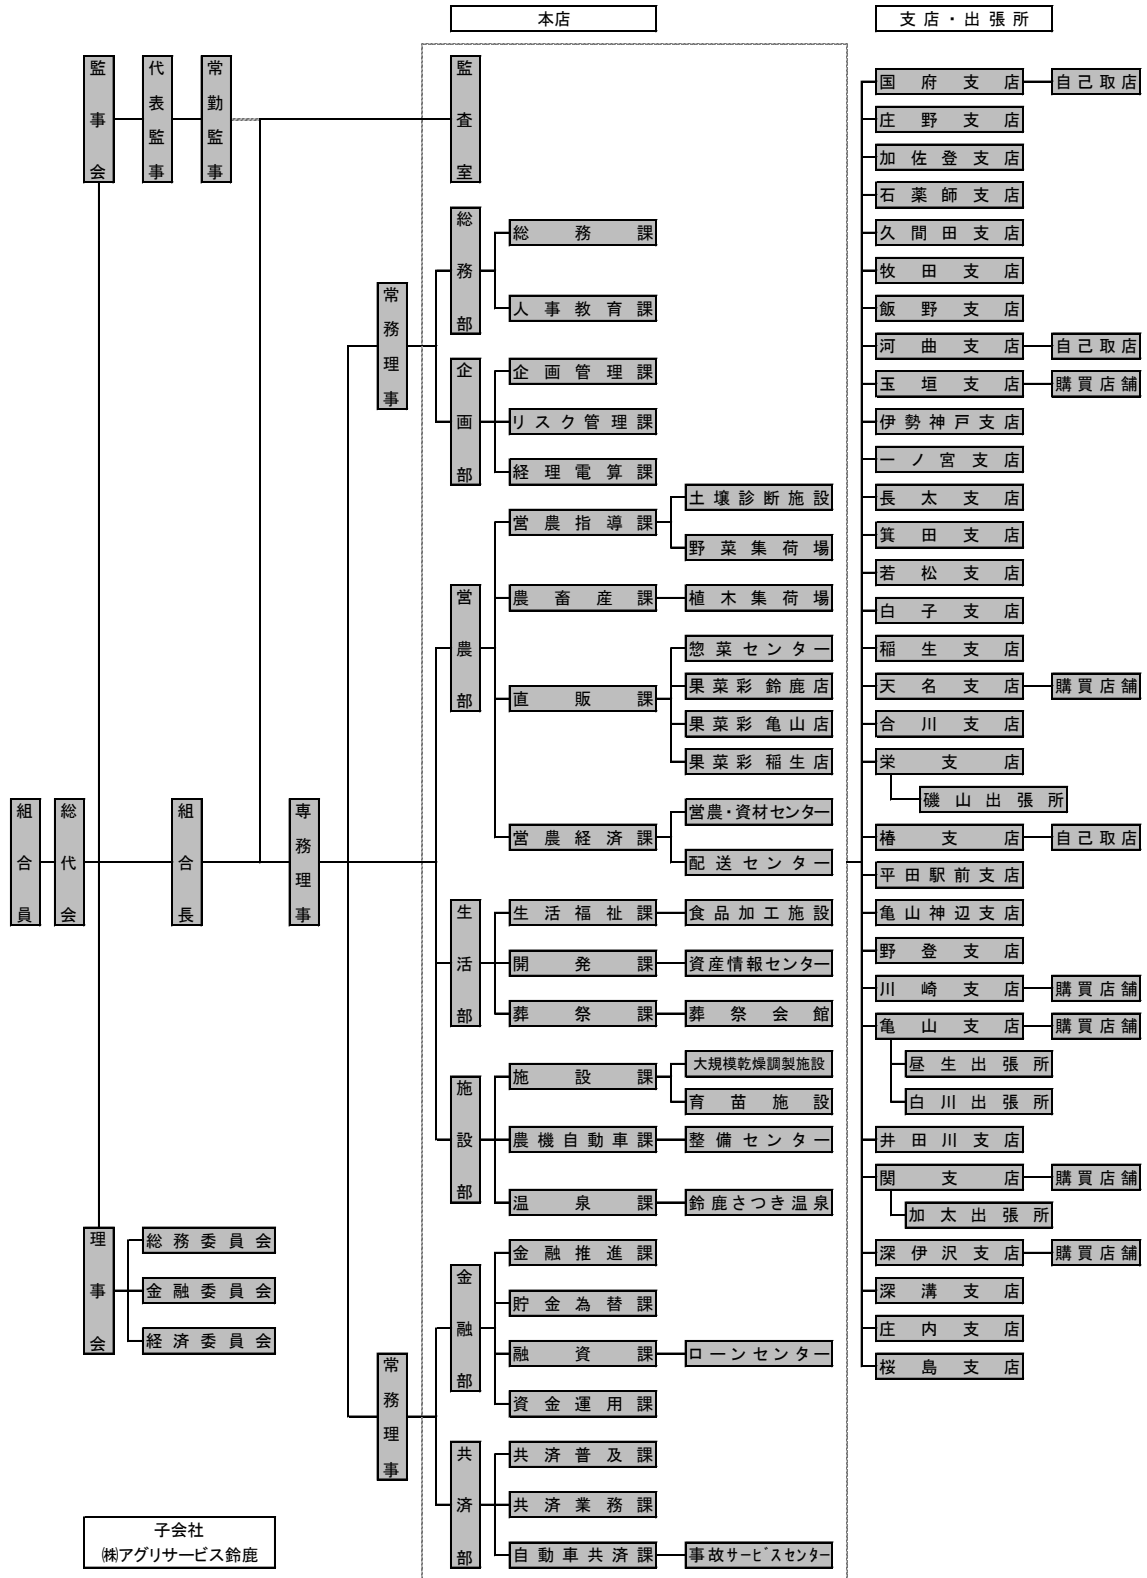 本店
支店・出張所
監事会
代表監事
常勤監事
監査室
総務部
総務課
人事教育課
常務理事
企画部
企画管理課
リスク管理課
経理電算課
営農部
営農指導課
土壌診断施設
野菜集荷場
農畜産課
植木集荷場
直販課
惣菜センター
果菜彩鈴鹿店
果菜彩亀山店
果菜彩稲生店
営農経済課
営農・資材センター
配送センター
組合員
総代会
組合長
専務理事
生活部
生活福祉課
食品加工施設
開発課
資産情報センター
葬祭課
葬祭会館
施設部
施設課
大規模乾燥調製施設
育苗施設
農機自動車課
整備センター
温泉課
鈴鹿さつき温泉
理事会
総務委員会
金融委員会
経済委員会
金融部
金融推進課
貯金為替課
融資課
ローンセンター
資金運用課
常務理事
共済部
共済普及課
共済業務課
自動車共済課
事故サービスセンター
子会社
㈱アグリサービス鈴鹿
国府支店
自己取店
庄野支店
加佐登支店
石薬師支店
久間田支店
牧田支店
飯野支店
河曲支店
自己取店
玉垣支店
購買店舗
伊勢神戸支店
一ノ宮支店
長太支店
箕田支店
若松支店
白子支店
稲生支店
天名支店
購買店舗
合川支店
栄支店
磯山出張所
椿支店
自己取店
平田駅前支店
亀山神辺支店
野登支店
川崎支店
購買店舗
亀山支店
購買店舗
昼生出張所
白川出張所
井田川支店
関支店
購買店舗
加太出張所
深伊沢支店
購買店舗
深溝支店
庄内支店
桜島支店